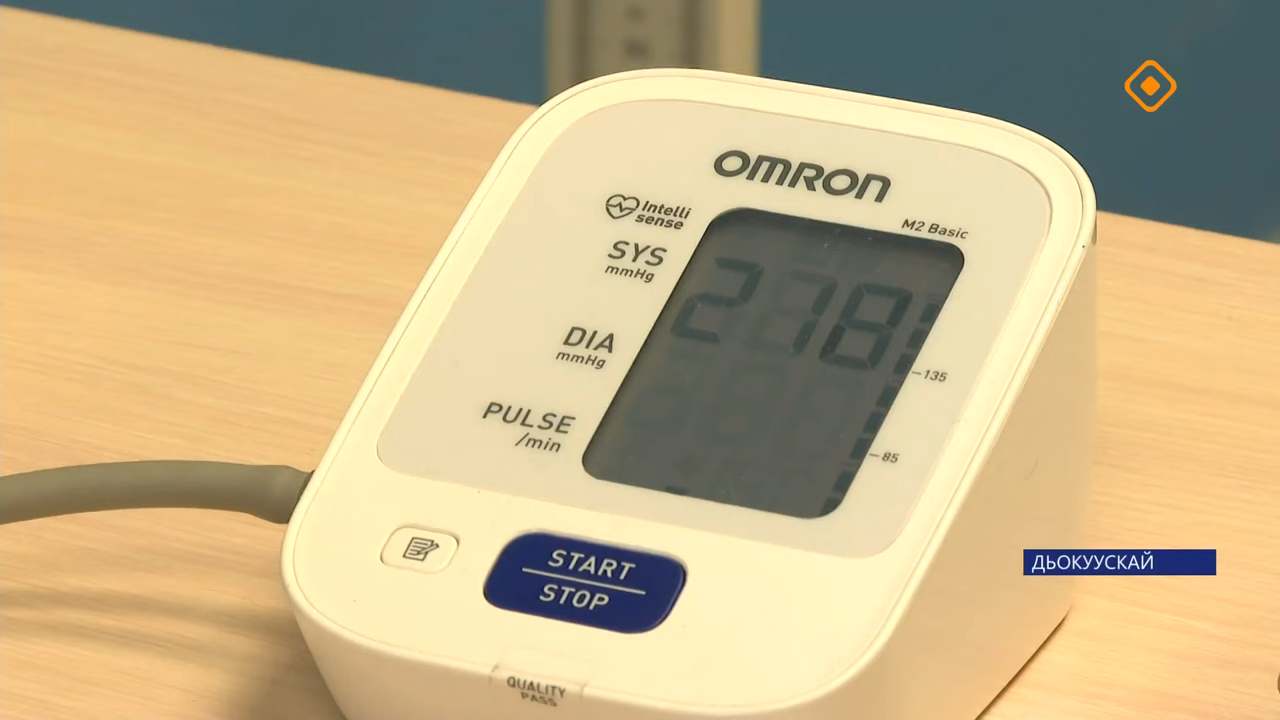 OMRON
Intelli
sense
M2 Basic
SYS
mmHg
278
DIA
mmHg
135
PULSE
/min
85
START
STOP
QUALITY
PASS
ДЬОКУУСКАЙ